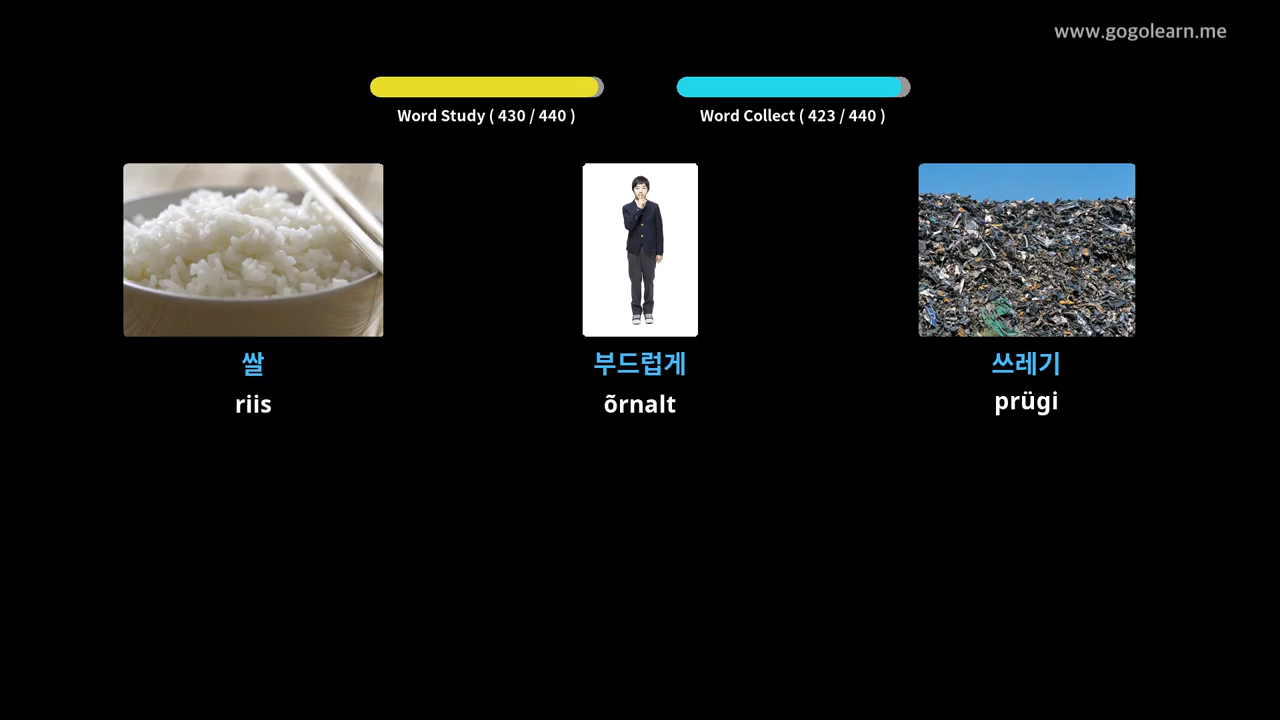 www.gogolearn.me
Word Study ( 430 / 440 )
Word Collect ( 423 / 440 )
쌀
부드럽게
쓰레기
riis
õrnalt
prügi